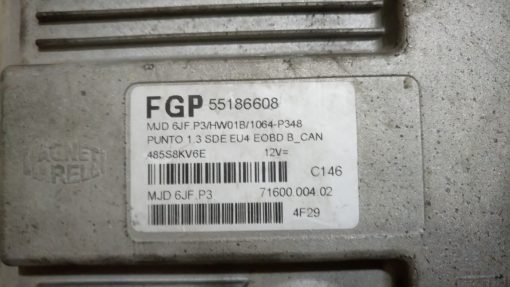 FGP 55186608
MJD 6JF.P3/HW01B/1064-P348
PUNTO 1.3 SDE EU4 EOBD B_CAN
485S8KV6E 12V=
C146
MJD 6JF.P3 71600.004.02
4F29